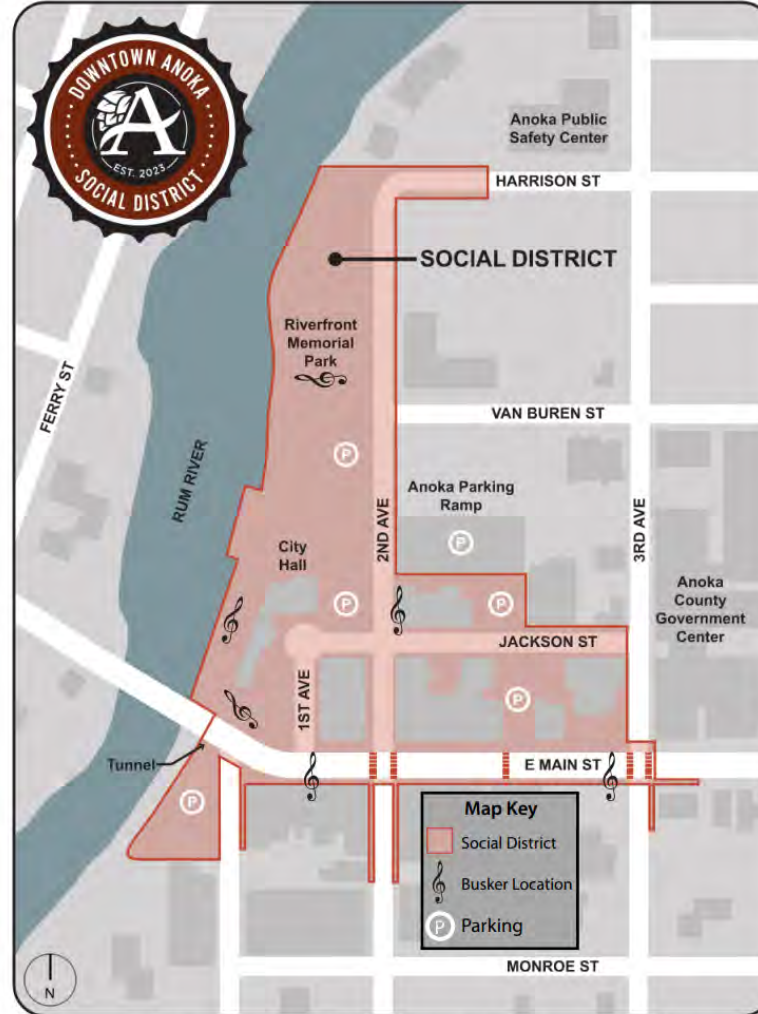 DOWNTOWN ANOKA
A
EST. 2023
SOCIAL DISTRICT
Anoka Public
Safety Center
HARRISON ST
SOCIAL DISTRICT
Riverfront
Memorial
Park
FERRY ST
VAN BUREN ST
RUM RIVER
P
Anoka Parking
Ramp
P
2ND AVE
3RD AVE
City
Hall
P
P
Anoka
County
Government
Center
JACKSON ST
1ST AVE
P
Tunnel
E MAIN ST
P
Map Key
Social District
Busker Location
P Parking
MONROE ST
N